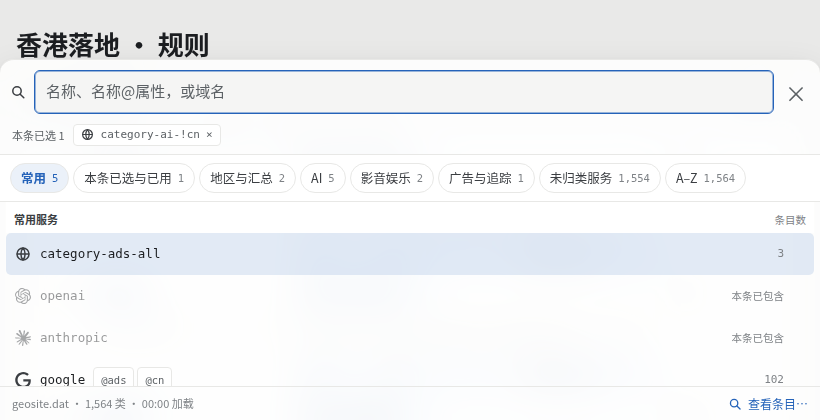 香港落地 · 规则
名称、名称@属性，或域名
本条已选 1 category-ai-!cn ×
常用 5 本条已选与已用 1 地区与汇总 2 AI 5 影音娱乐 2 广告与追踪 1 未归类服务 1,554 A–Z 1,564
常用服务 条目数
category-ads-all 3
openai 本条已包含
anthropic 本条已包含
google @ads @cn 102
geosite.dat · 1,564 类 · 00:00 加载 查看条目…